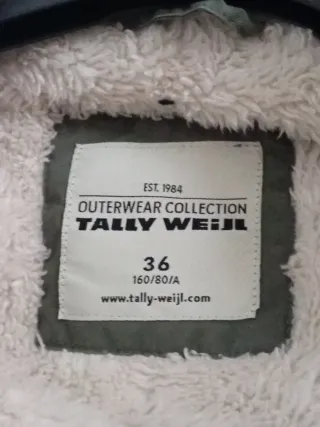 EST. 1984
OUTERWEAR COLLECTION
TALLY WEiJL
36
160/80/A
www.tally-weijl.com